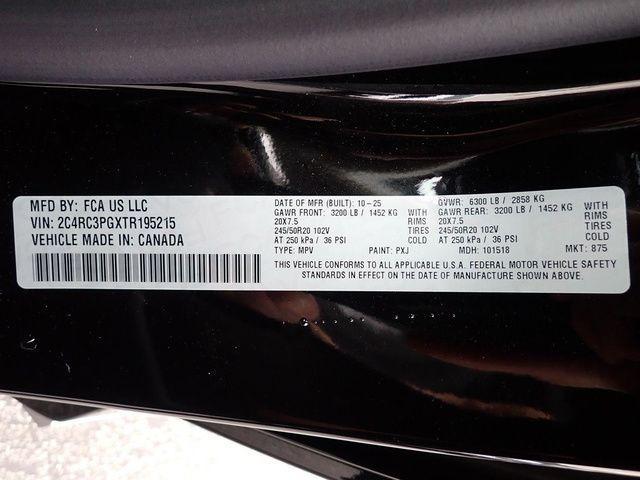 MFD BY: FCA US LLC
VIN: 2C4RC3PGXTR195215
VEHICLE MADE IN: CANADA
DATE OF MFR (BUILT): 10-25
GAWR FRONT: 3200 LB / 1452 KG WITH
20X7.5 RIMS
245/50R20 102V TIRES
AT 250 kPa / 36 PSI COLD
TYPE: MPV PAINT: PXJ
GVWR: 6300 LB / 2858 KG
GAWR REAR: 3200 LB / 1452 KG WITH
20X7.5 RIMS
245/50R20 102V TIRES
AT 250 kPa / 36 PSI COLD
MDH: 101518 MKT: 875
THIS VEHICLE CONFORMS TO ALL APPLICABLE U.S.A. FEDERAL MOTOR VEHICLE SAFETY
STANDARDS IN EFFECT ON THE DATE OF MANUFACTURE SHOWN ABOVE.